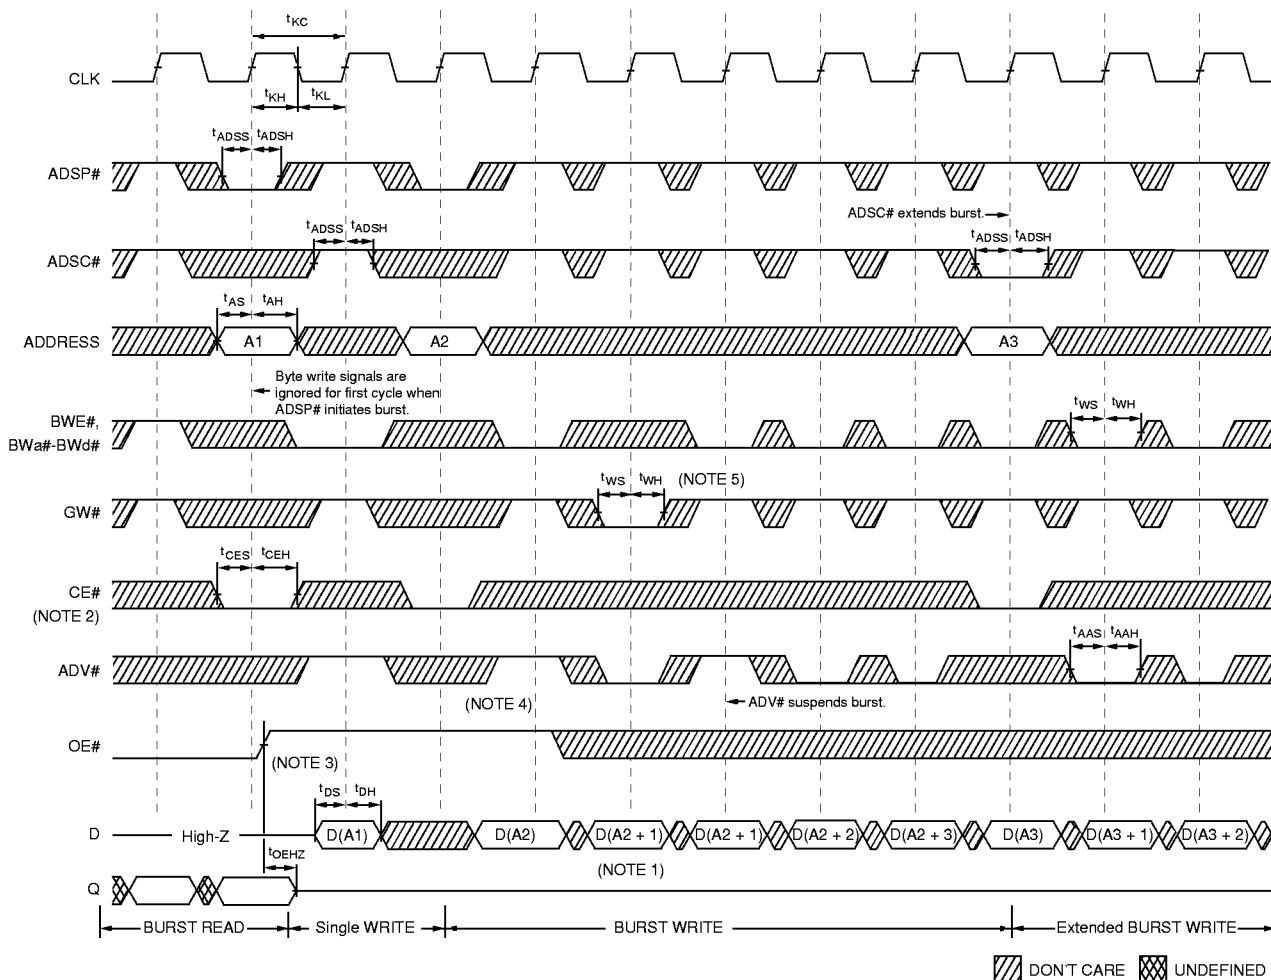 tKC
CLK
tKH tKL
tADSS tADSH
ADSP#
ADSC# extends burst.
tADSS tADSH tADSS tADSH
ADSC#
tAS tAH
ADDRESS A1 A2 A3
Byte write signals are
ignored for first cycle when
ADSP# initiates burst.
BWE#,
BWa#-BWd#
tWS tWH
tWS tWH (NOTE 5)
GW#
tCES tCEH
CE#
(NOTE 2)
tAAS tAAH
ADV#
(NOTE 4) ADV# suspends burst.
OE#
(NOTE 3)
tDS tDH
D High-Z D(A1) D(A2) D(A2 + 1) D(A2 + 1) D(A2 + 2) D(A2 + 3) D(A3) D(A3 + 1) D(A3 + 2)
tOEHZ (NOTE 1)
Q
BURST READ Single WRITE BURST WRITE Extended BURST WRITE
DON'T CARE UNDEFINED